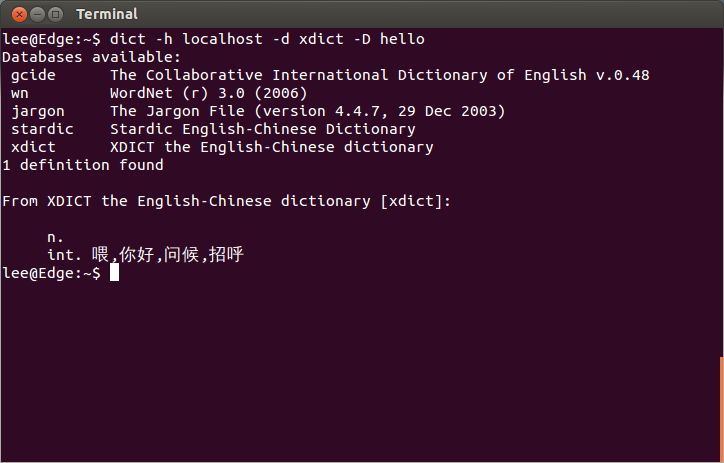 Terminal
lee@Edge:~$ dict -h localhost -d xdict -D hello
Databases available:
 gcide      The Collaborative International Dictionary of English v.0.48
 wn         WordNet (r) 3.0 (2006)
 jargon     The Jargon File (version 4.4.7, 29 Dec 2003)
 stardic    Stardic English-Chinese Dictionary
 xdict      XDICT the English-Chinese dictionary
1 definition found
From XDICT the English-Chinese dictionary [xdict]:
     n.
     int. 喂,你好,问候,招呼
lee@Edge:~$